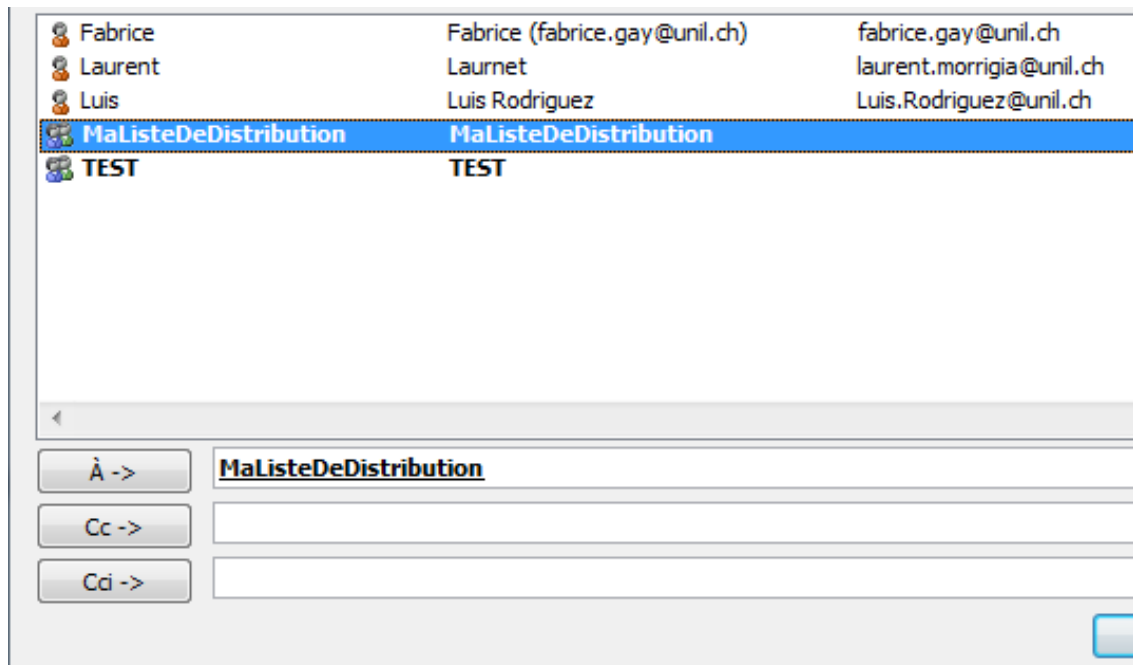 Fabrice Fabrice (fabrice.gay@unil.ch) fabrice.gay@unil.ch
Laurent Laurnet laurent.morrigia@unil.ch
Luis Luis Rodriguez Luis.Rodriguez@unil.ch
MaListeDeDistribution MaListeDeDistribution
TEST TEST
À -> MaListeDeDistribution
Cc ->
Cci ->